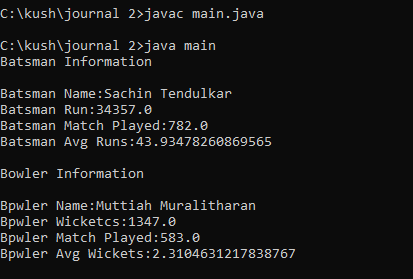 C:\kush\journal 2>javac main.java
C:\kush\journal 2>java main
Batsman Information
Batsman Name:Sachin Tendulkar
Batsman Run:34357.0
Batsman Match Played:782.0
Batsman Avg Runs:43.93478260869565
Bowler Information
Bpwler Name:Muttiah Muralitharan
Bpwler Wicketcs:1347.0
Bpwler Match Played:583.0
Bpwler Avg Wickets:2.3104631217838767